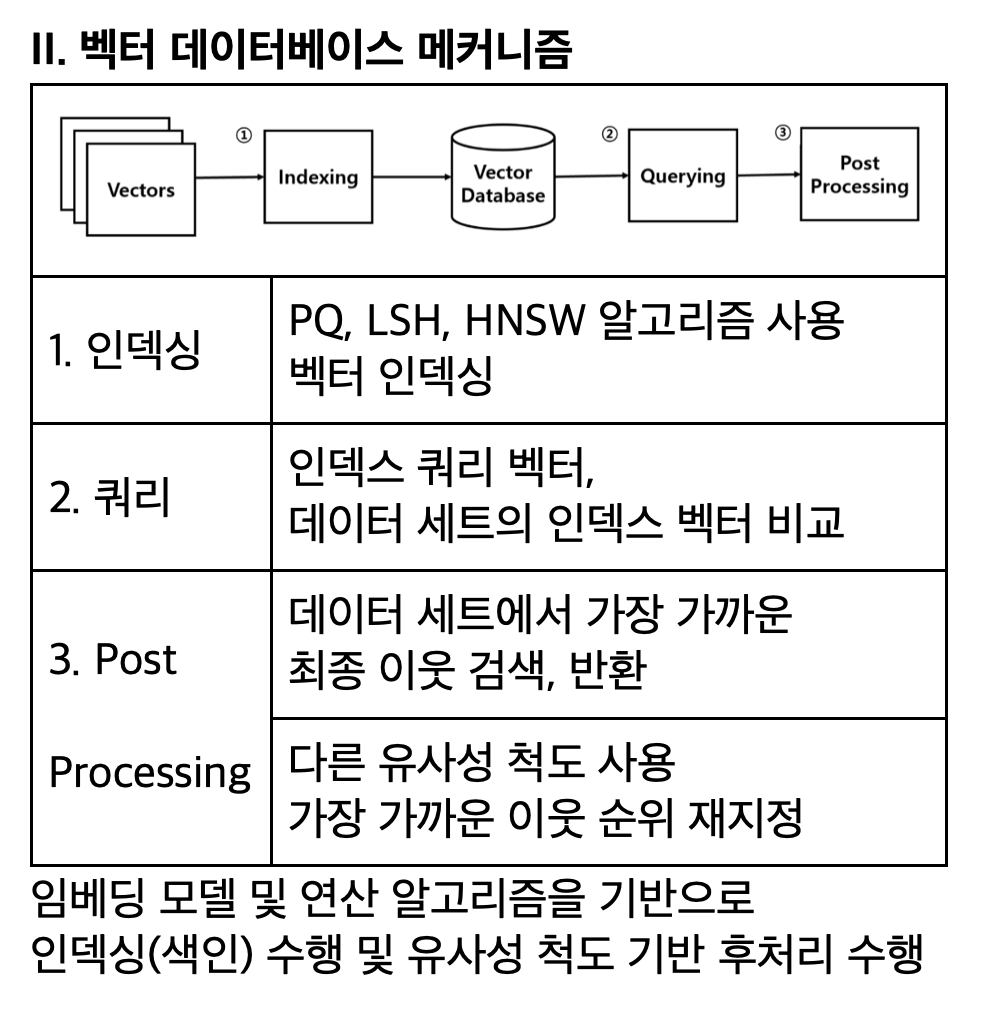 II. 벡터 데이터베이스 메커니즘
Vectors
①
Indexing
Vector
Database
②
Querying
③
Post
Processing
1. 인덱싱
PQ, LSH, HNSW 알고리즘 사용
벡터 인덱싱
2. 쿼리
인덱스 쿼리 벡터,
데이터 세트의 인덱스 벡터 비교
3. Post
Processing
데이터 세트에서 가장 가까운
최종 이웃 검색, 반환
다른 유사성 척도 사용
가장 가까운 이웃 순위 재지정
임베딩 모델 및 연산 알고리즘을 기반으로
인덱싱(색인) 수행 및 유사성 척도 기반 후처리 수행